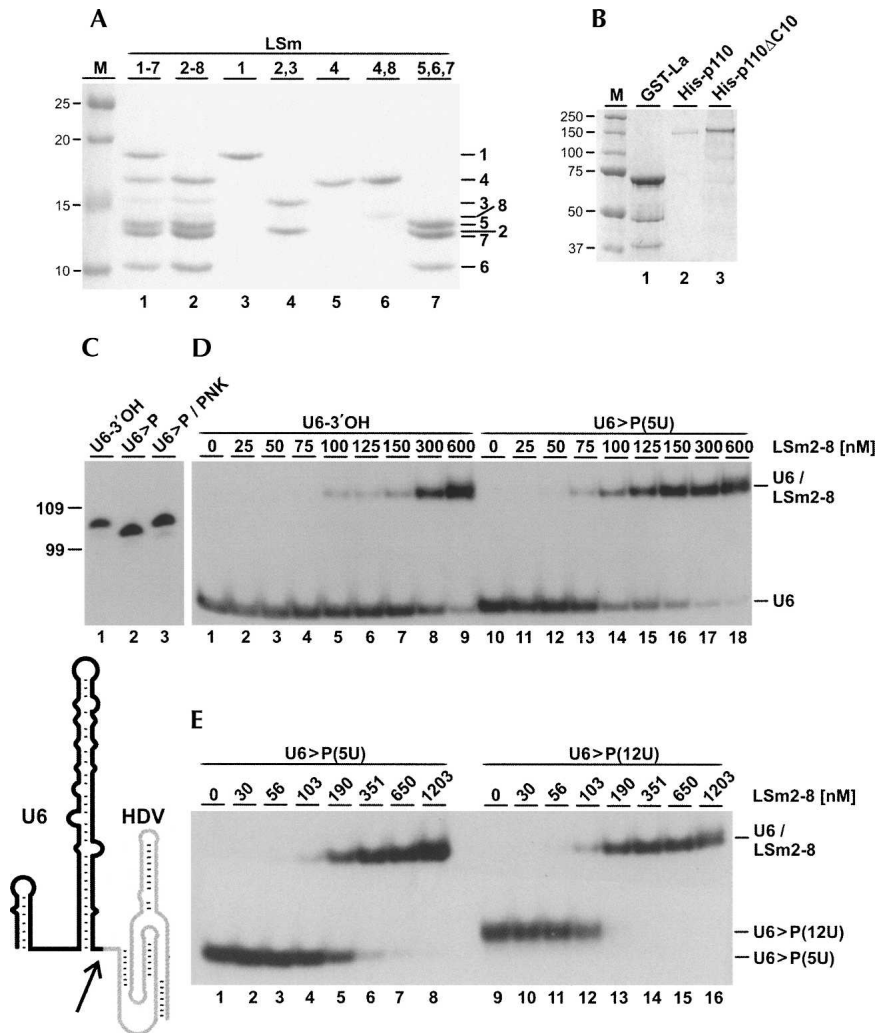 A
LSm
M 1-7 2-8 1 2,3 4 4,8 5,6,7
25
20
15
10
1
4
3
8
5
2
7
6
1 2 3 4 5 6 7
B
M GST-La His-p110 His-p110ΔC10
250
150
100
75
50
37
1 2 3
C
U6-3′OH U6>P U6>P / PNK
109
99
1 2 3
D
U6-3′OH U6>P(5U)
0 25 50 75 100 125 150 300 600 0 25 50 75 100 125 150 300 600 LSm2-8 [nM]
U6 /
LSm2-8
U6
1 2 3 4 5 6 7 8 9 10 11 12 13 14 15 16 17 18
U6 HDV
E
U6>P(5U) U6>P(12U)
0 30 56 103 190 351 650 1203 0 30 56 103 190 351 650 1203 LSm2-8 [nM]
U6 /
LSm2-8
U6>P(12U)
U6>P(5U)
1 2 3 4 5 6 7 8 9 10 11 12 13 14 15 16